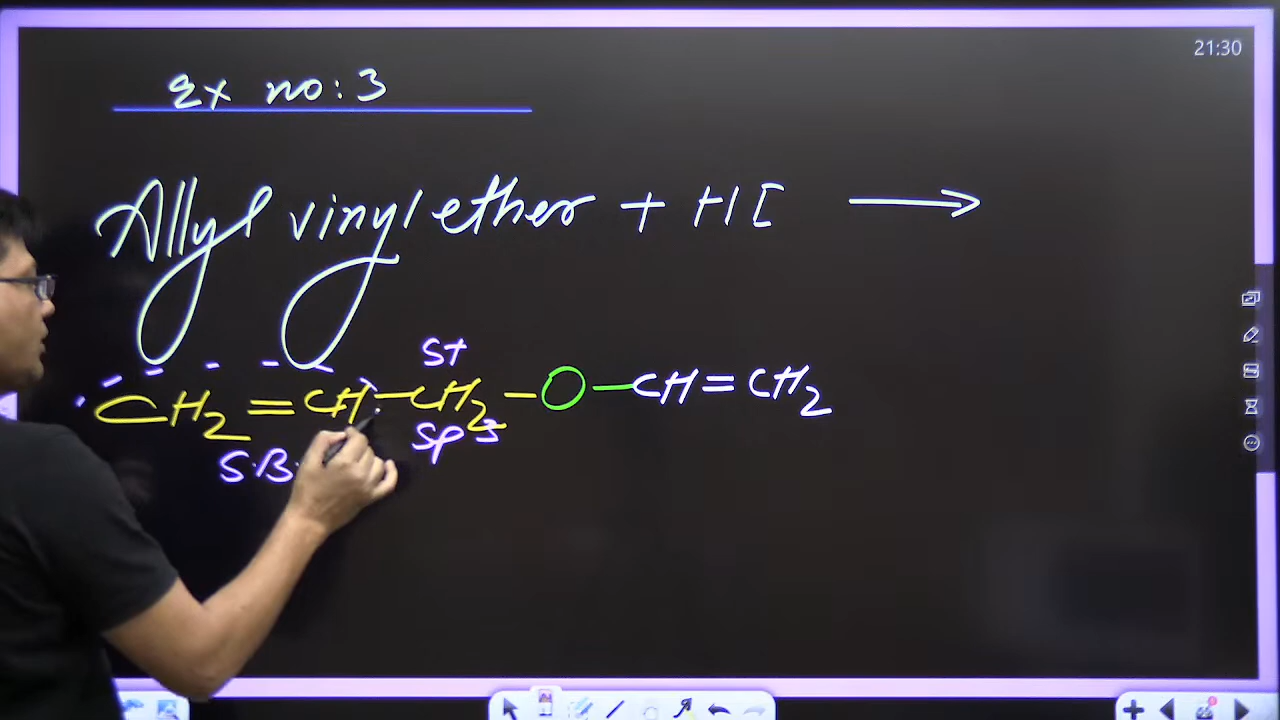 21:30
Ex no: 3
Allyl vinyl ether + HI ⟶
St
CH2 = CH - CH2 - O - CH = CH2
S.B. sp3